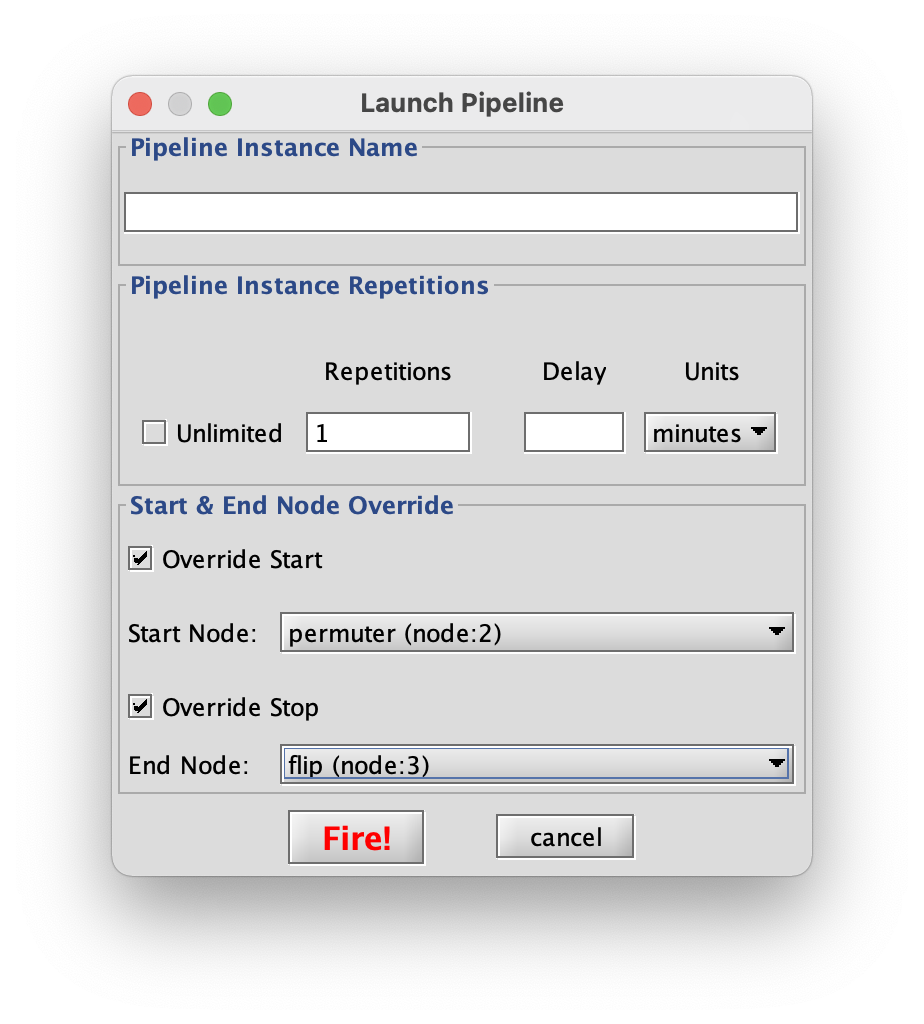 Launch Pipeline
Pipeline Instance Name
Pipeline Instance Repetitions
Repetitions Delay Units
Unlimited 1 minutes
Start & End Node Override
Override Start
Start Node: permuter (node:2)
Override Stop
End Node: flip (node:3)
Fire! cancel